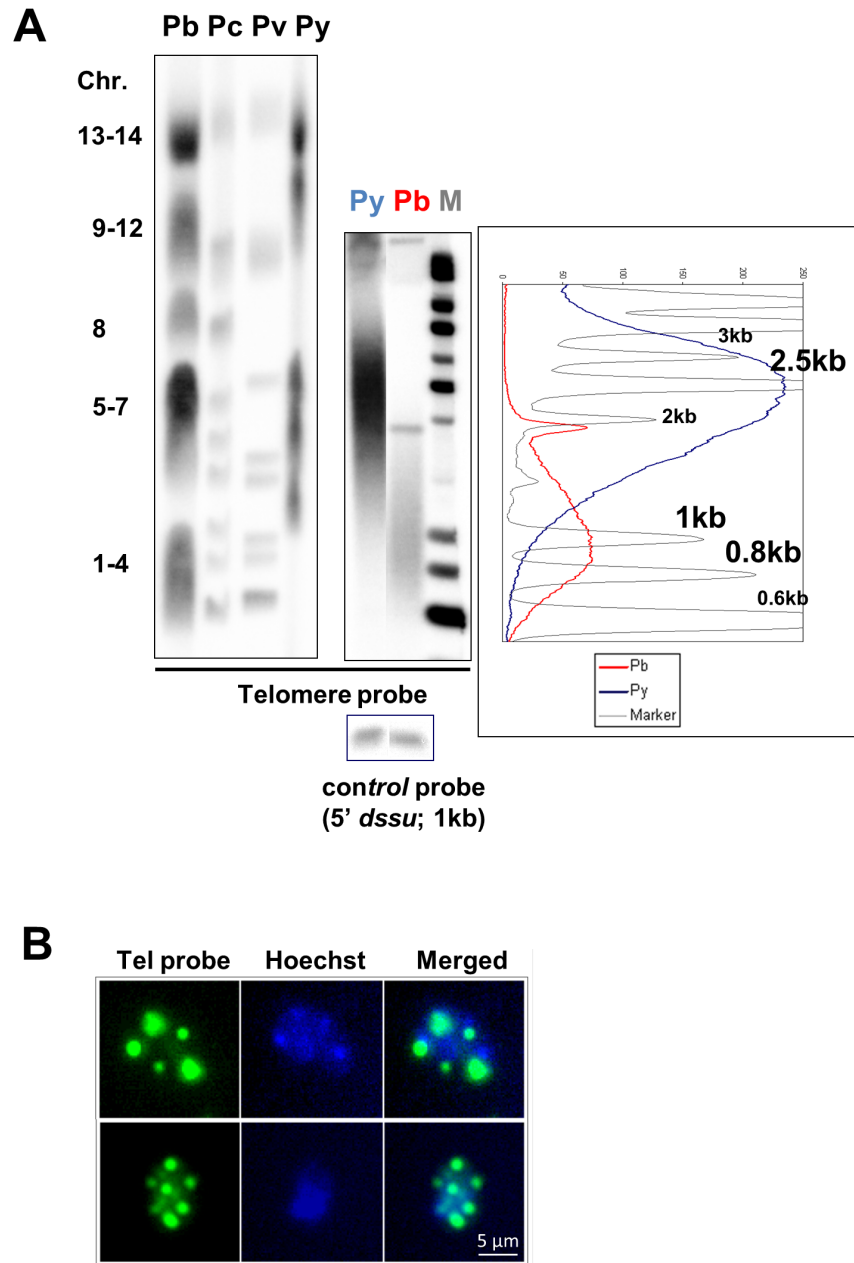 A
Pb Pc Pv Py
Chr.
13-14
9-12
8
5-7
1-4
Py Pb M
0 50 100 150 200 250
3kb
2.5kb
2kb
1kb
0.8kb
0.6kb
Pb
Py
Marker
Telomere probe
control probe
(5' dssu; 1kb)
B
Tel probe Hoechst Merged
5 µm